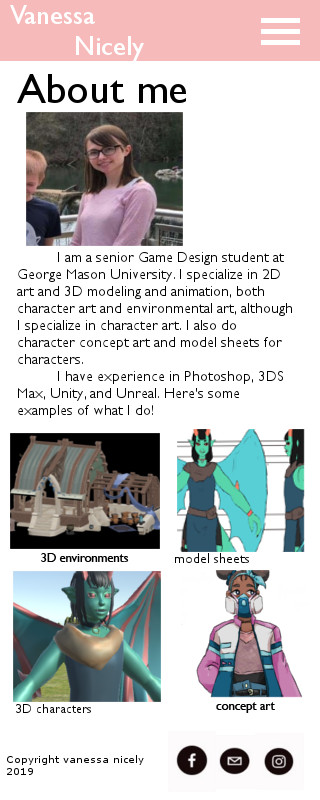 Vanessa
Nicely
About me
I am a senior Game Design student at
George Mason University. I specialize in 2D
art and 3D modeling and animation, both
character art and environmental art, although
I specialize in character art. I also do
character concept art and model sheets for
characters.
I have experience in Photoshop, 3DS
Max, Unity, and Unreal. Here's some
examples of what I do!
3D environments
model sheets
3D characters
concept art
Copyright vanessa nicely
2019